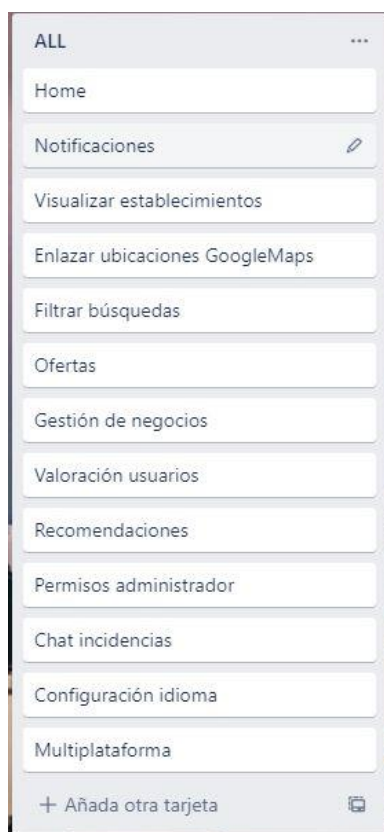 ALL
Home
Notificaciones
Visualizar establecimientos
Enlazar ubicaciones GoogleMaps
Filtrar búsquedas
Ofertas
Gestión de negocios
Valoración usuarios
Recomendaciones
Permisos administrador
Chat incidencias
Configuración idioma
Multiplataforma
+ Añada otra tarjeta